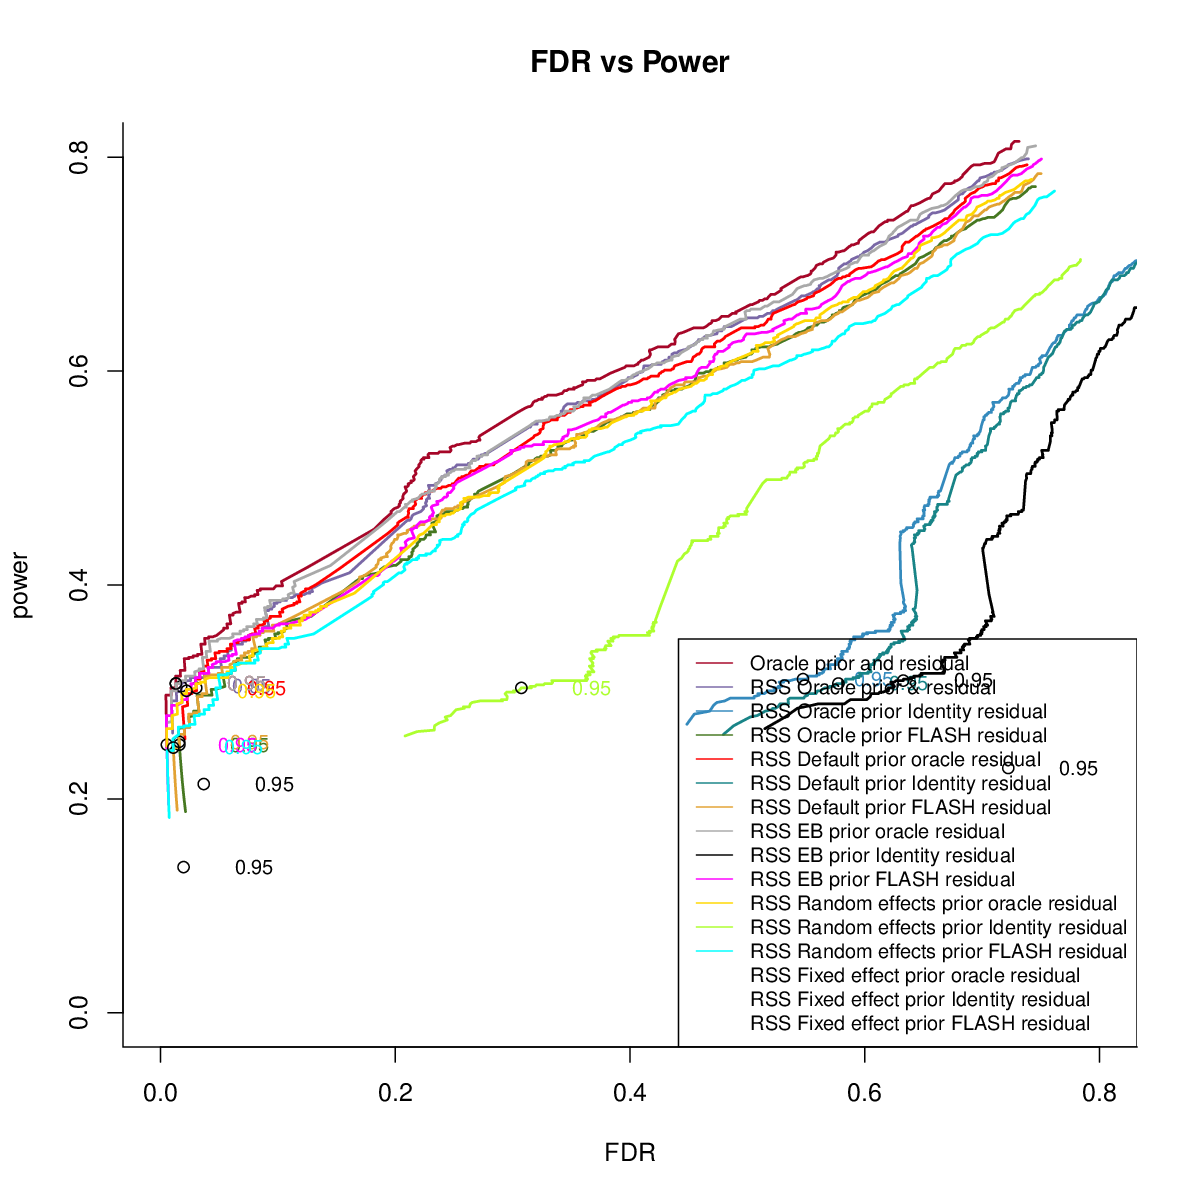 FDR vs Power
0.8
0.6
0.4
0.2
0.0
power
0.95
0.95
0.95
0.95
0.95
0.95
0.95
0.95
Oracle prior and residual
RSS Oracle prior & residual
RSS Oracle prior Identity residual
RSS Oracle prior FLASH residual
RSS Default prior oracle residual
RSS Default prior Identity residual
RSS Default prior FLASH residual
RSS EB prior oracle residual
RSS EB prior Identity residual
RSS EB prior FLASH residual
RSS Random effects prior oracle residual
RSS Random effects prior Identity residual
RSS Random effects prior FLASH residual
RSS Fixed effect prior oracle residual
RSS Fixed effect prior Identity residual
RSS Fixed effect prior FLASH residual
0.0 0.2 0.4 0.6 0.8
FDR